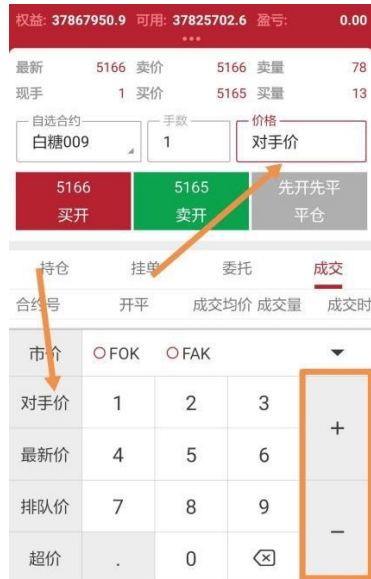 权益: 37867950.9 可用: 37825702.6 盈亏: 0.00
最新 5166 卖价 5166 卖量 78
现手 1 买价 5165 买量 13
自选合约 手数 价格
白糖009 1 对手价
5166 5165 先开先平
买开 卖开 平仓
持仓 挂单 委托 成交
合约号 开平 成交均价 成交量 成交时
市价 FOK FAK
对手价 1 2 3 +
最新价 4 5 6
排队价 7 8 9 −
超价 . 0